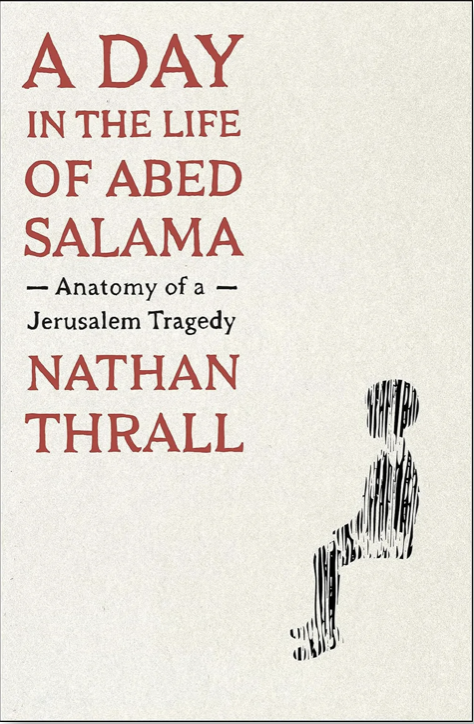 A DAY
IN THE LIFE
OF ABED
SALAMA
— Anatomy of a —
Jerusalem Tragedy
NATHAN
THRALL